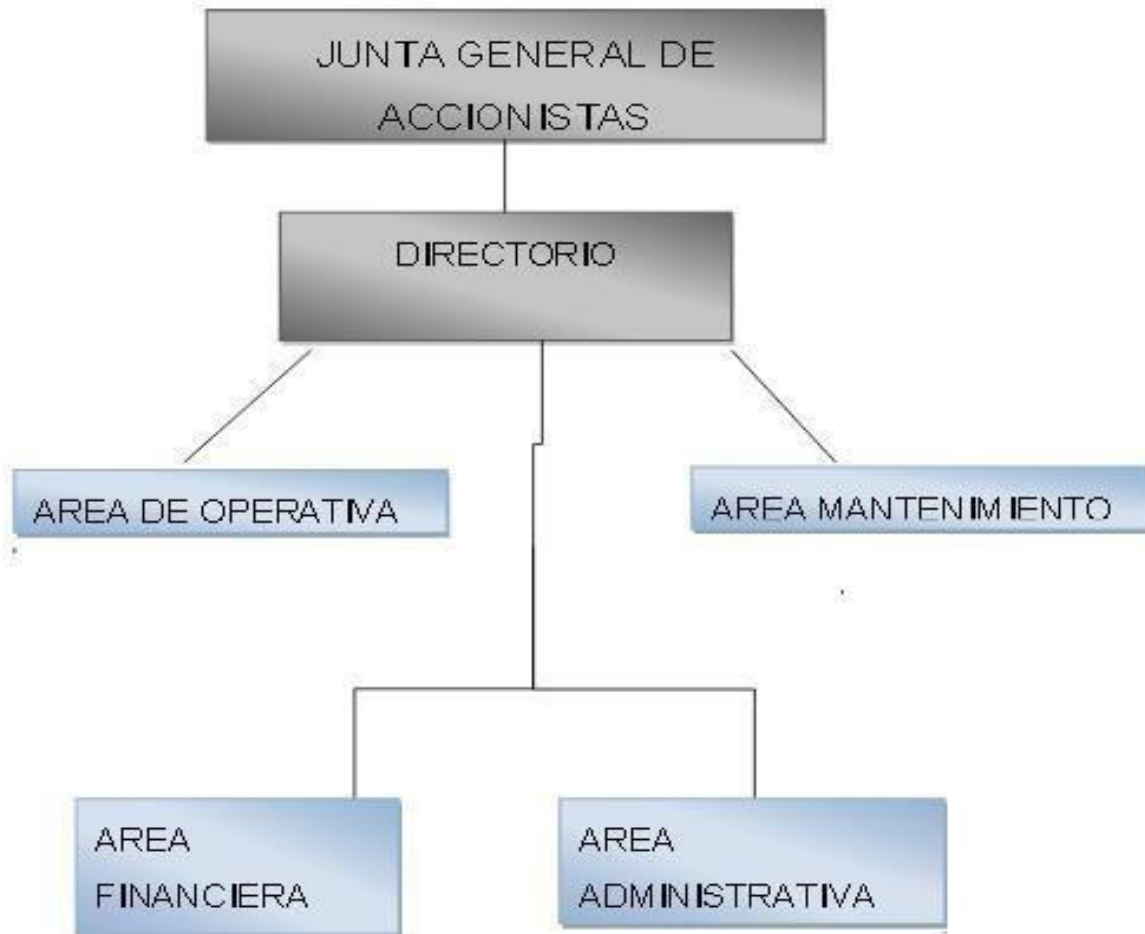 JUNTA GENERAL DE
ACCIONISTAS
DIRECTORIO
AREA DE OPERATIVA
AREA MANTENIMIENTO
AREA
FINANCIERA
AREA
ADMINISTRATIVA